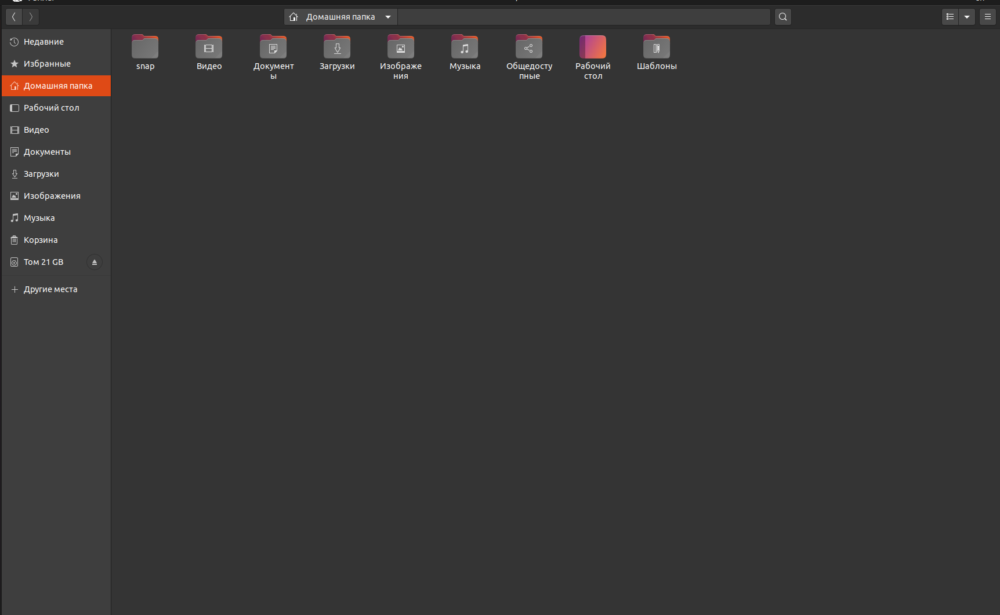 Домашняя папка
Недавние
Избранные
Домашняя папка
Рабочий стол
Видео
Документы
Загрузки
Изображения
Музыка
Корзина
Том 21 GB
Другие места
snap
Видео
Документ
ы
Загрузки
Изображе
ния
Музыка
Общедосту
пные
Рабочий
стол
Шаблоны